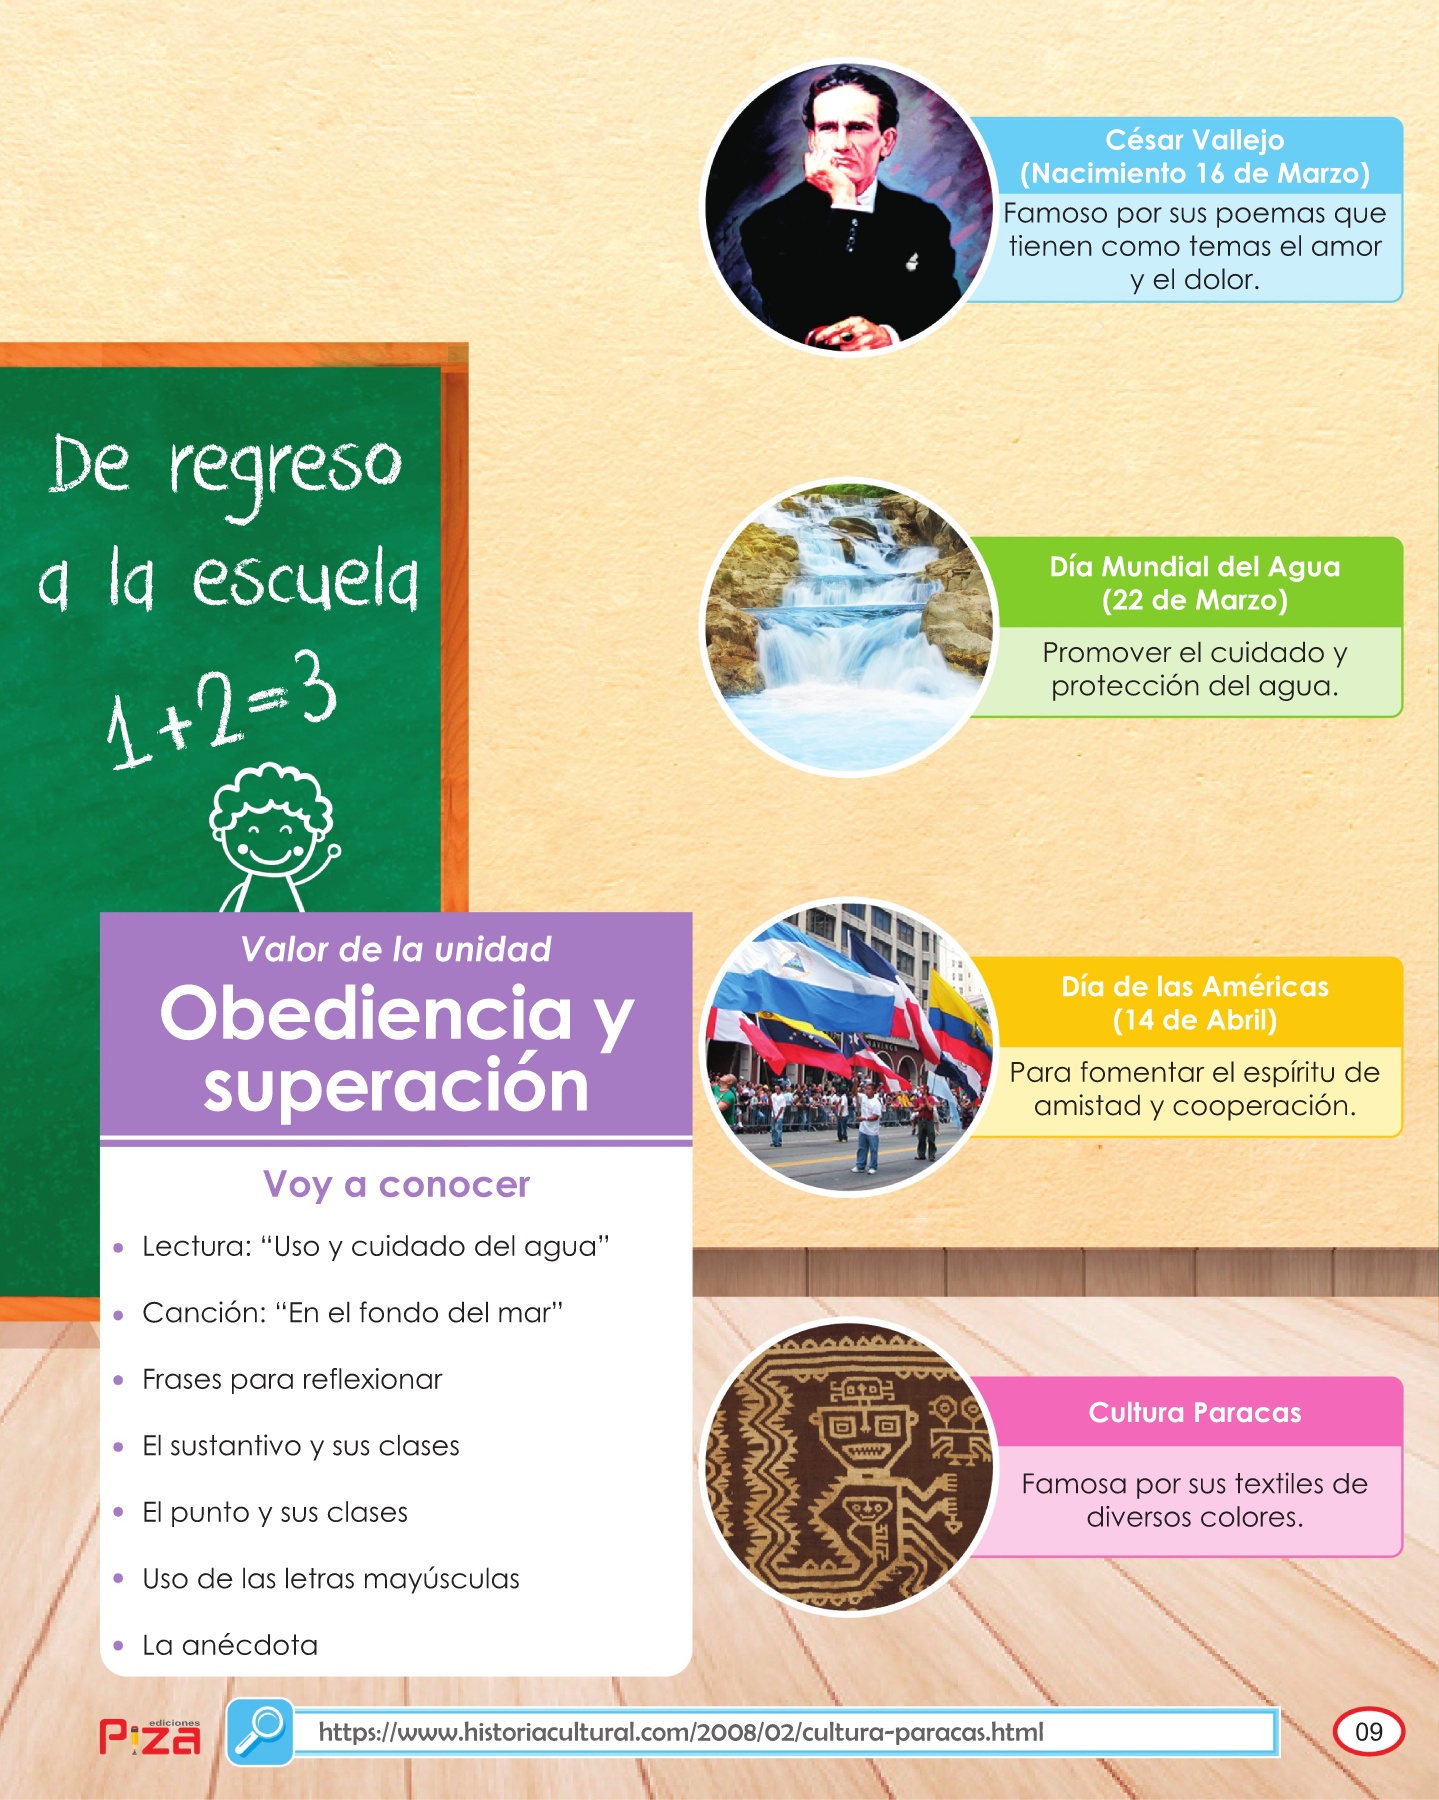 De regreso
a la escuela
1+2=3
Valor de la unidad
Obediencia y
superación
Voy a conocer
• Lectura: “Uso y cuidado del agua”
• Canción: “En el fondo del mar”
• Frases para reflexionar
• El sustantivo y sus clases
• El punto y sus clases
• Uso de las letras mayúsculas
• La anécdota
César Vallejo
(Nacimiento 16 de Marzo)
Famoso por sus poemas que
tienen como temas el amor
y el dolor.
Día Mundial del Agua
(22 de Marzo)
Promover el cuidado y
protección del agua.
Día de las Américas
(14 de Abril)
Para fomentar el espíritu de
amistad y cooperación.
Cultura Paracas
Famosa por sus textiles de
diversos colores.
ediciones
Piza
https://www.historiacultural.com/2008/02/cultura-paracas.html
09